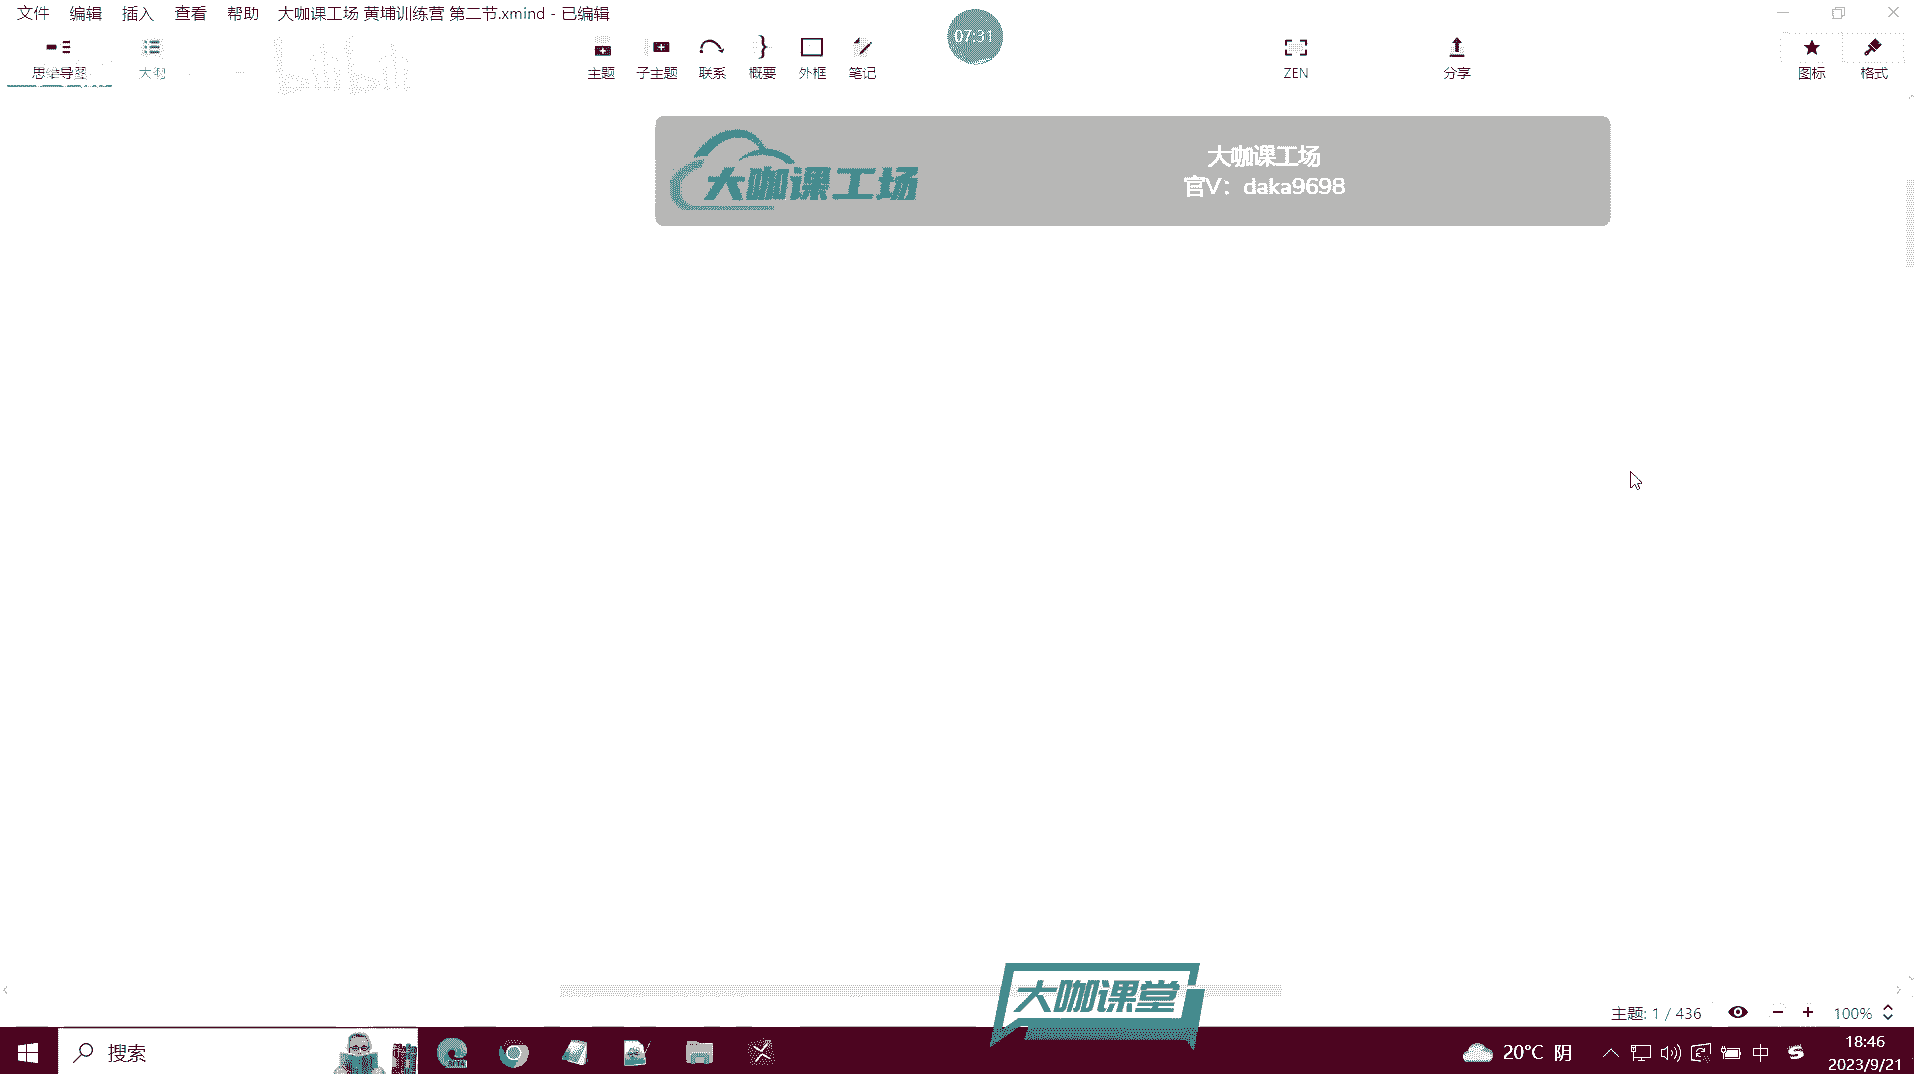 文件 编辑 插入 查看 帮助 大咖课工场 黄埔训练营 第二节.xmind - 已编辑
07:31
思维导图 大纲 主题 子主题 联系 概要 外框 笔记 ZEN 分享 图标 格式
大咖课工场
大咖课工场
官V：daka9698
大咖课堂
主题: 1 / 436
100%
搜索
20°C 阴
中
18:46
2023/9/21